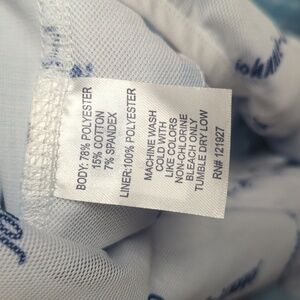 BODY: 78% POLYESTER
15% COTTON
7% SPANDEX
LINER:100% POLYESTER
MACHINE WASH
COLD WITH
LIKE COLORS
NON-CHLORINE
BLEACH ONLY
TUMBLE DRY LOW
RN# 121927